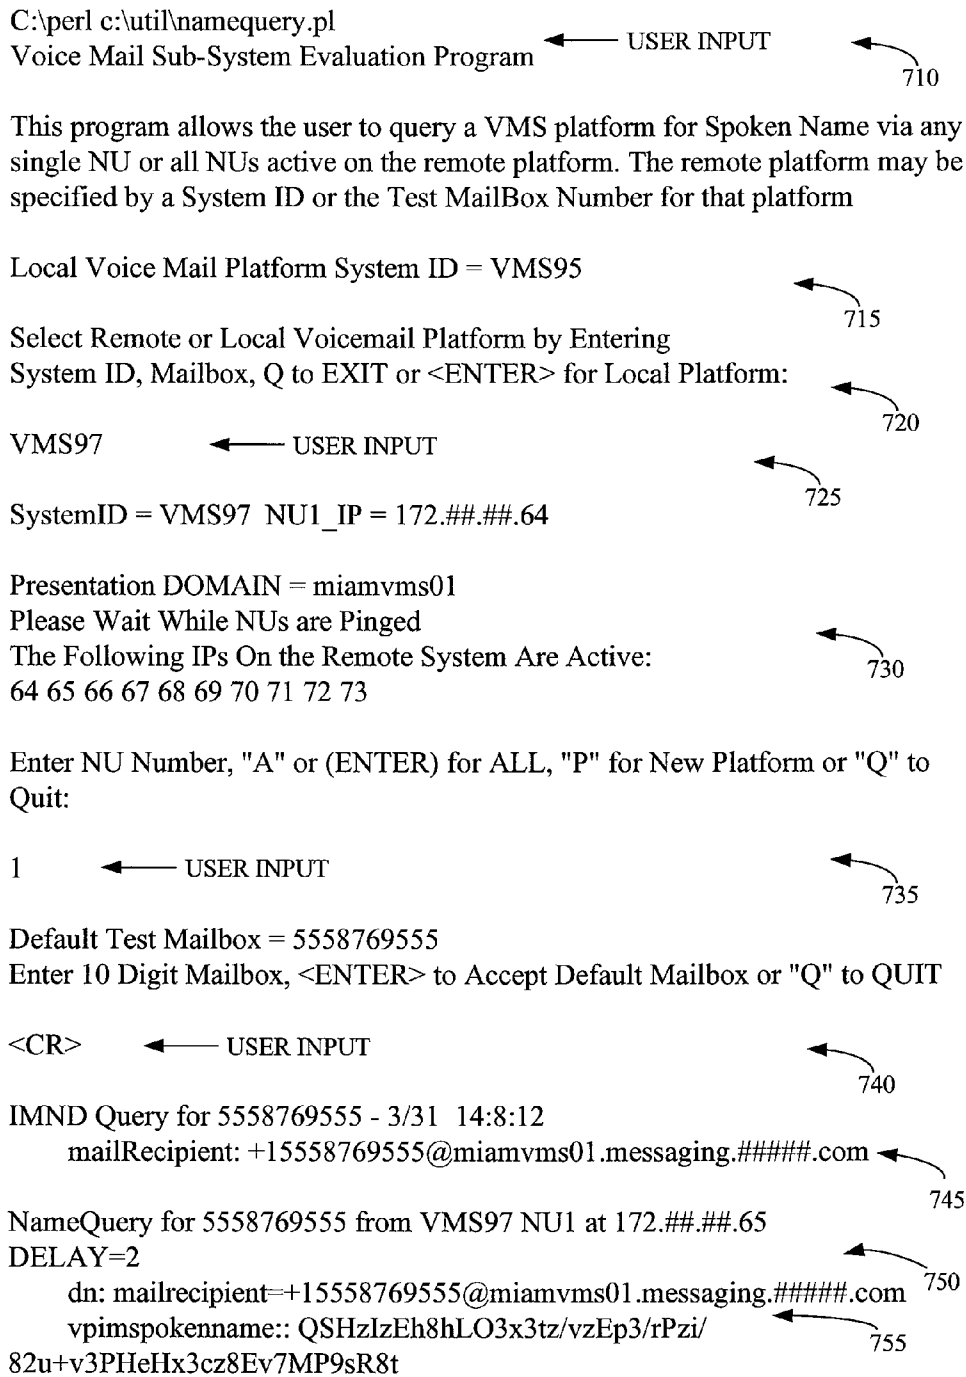 C:\perl c:\util\namequery.pl
Voice Mail Sub-System Evaluation Program USER INPUT
710
This program allows the user to query a VMS platform for Spoken Name via any
single NU or all NUs active on the remote platform. The remote platform may be
specified by a System ID or the Test MailBox Number for that platform
Local Voice Mail Platform System ID = VMS95
715
Select Remote or Local Voicemail Platform by Entering
System ID, Mailbox, Q to EXIT or <ENTER> for Local Platform:
720
VMS97 USER INPUT
725
SystemID = VMS97 NU1_IP = 172.##.##.64
Presentation DOMAIN = miamvms01
Please Wait While NUs are Pinged
The Following IPs On the Remote System Are Active:
730
64 65 66 67 68 69 70 71 72 73
Enter NU Number, "A" or (ENTER) for ALL, "P" for New Platform or "Q" to
Quit:
1 USER INPUT
735
Default Test Mailbox = 5558769555
Enter 10 Digit Mailbox, <ENTER> to Accept Default Mailbox or "Q" to QUIT
<CR> USER INPUT
740
IMND Query for 5558769555 - 3/31 14:8:12
mailRecipient: +15558769555@miamvms01.messaging.#####.com
745
NameQuery for 5558769555 from VMS97 NU1 at 172.##.##.65
DELAY=2
750
dn: mailrecipient=+15558769555@miamvms01.messaging.#####.com
vpimspokenname:: QSHzIzEh8hLO3x3tz/vzEp3/rPzi/
755
82u+v3PHeHx3cz8Ev7MP9sR8t